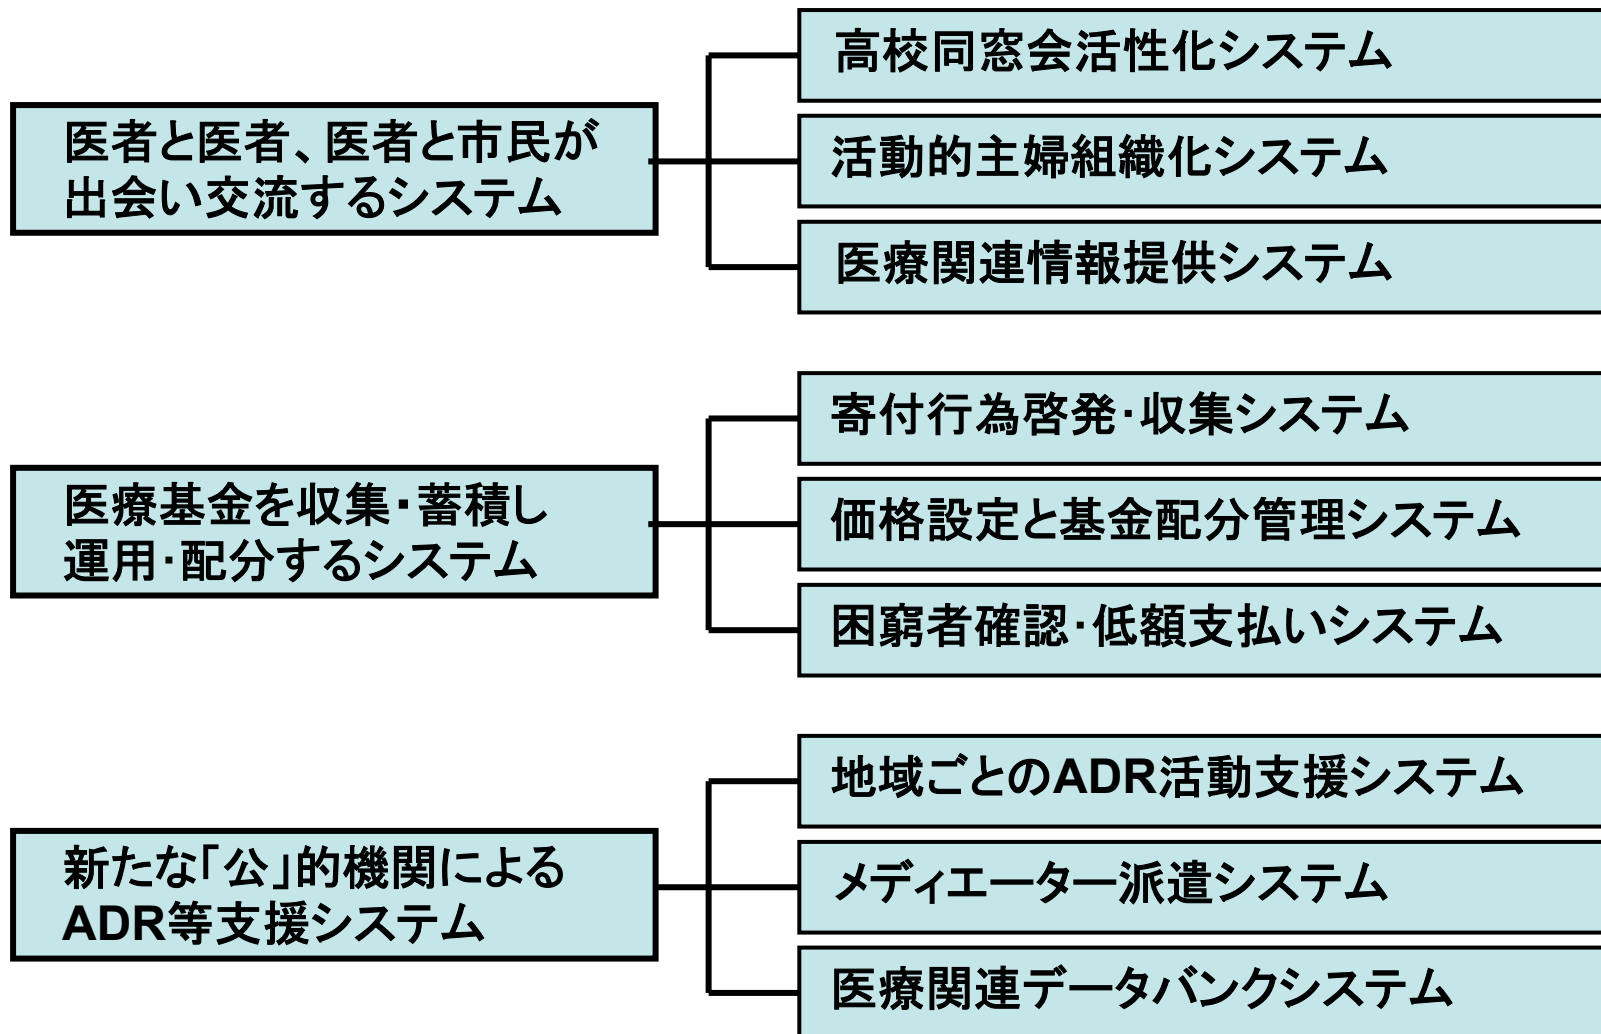 医者と医者、医者と市民が
出会い交流するシステム
高校同窓会活性化システム
活動的主婦組織化システム
医療関連情報提供システム
医療基金を収集・蓄積し
運用・配分するシステム
寄付行為啓発・収集システム
価格設定と基金配分管理システム
困窮者確認・低額支払いシステム
新たな「公」的機関による
ADR等支援システム
地域ごとのADR活動支援システム
メディエーター派遣システム
医療関連データバンクシステム